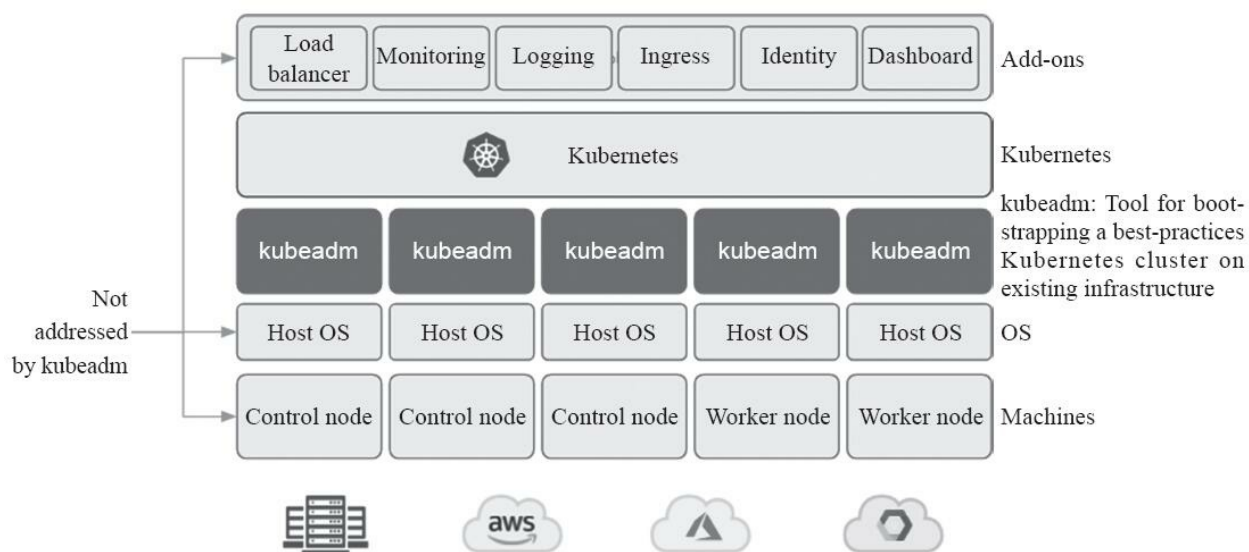 Load
balancer
Monitoring
Logging
Ingress
Identity
Dashboard
Add-ons
Kubernetes
Kubernetes
kubeadm
kubeadm
kubeadm
kubeadm
kubeadm
kubeadm: Tool for boot-
strapping a best-practices
Kubernetes cluster on
existing infrastructure
Not
addressed
by kubeadm
Host OS
Host OS
Host OS
Host OS
Host OS
OS
Control node
Control node
Control node
Worker node
Worker node
Machines
aws